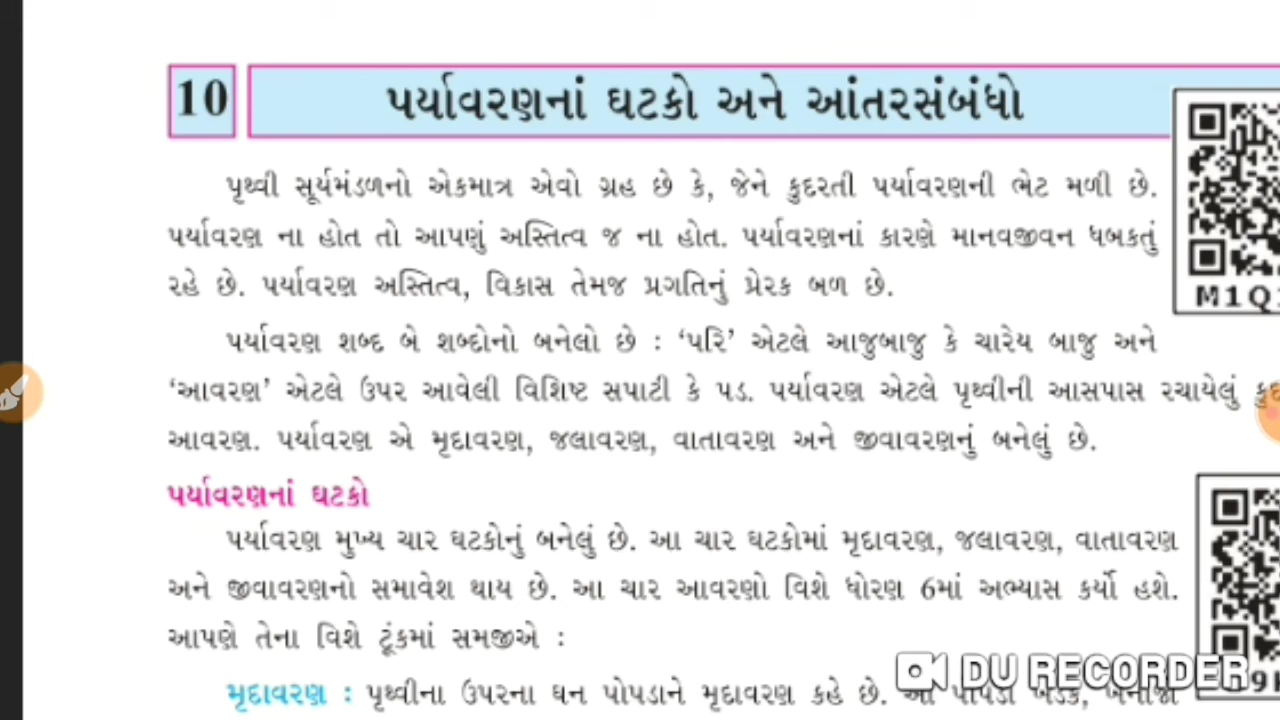 10 પર્યાવરણનાં ઘટકો અને આંતરસંબંધો
પૃથ્વી સૂર્યમંડળનો એકમાત્ર એવો ગ્રહ છે કે, જેને કુદરતી પર્યાવરણની ભેટ મળી છે.
પર્યાવરણ ના હોત તો આપણું અસ્તિત્વ જ ના હોત. પર્યાવરણનાં કારણે માનવજીવન ધબકતું
રહે છે. પર્યાવરણ અસ્તિત્વ, વિકાસ તેમજ પ્રગતિનું પ્રેરક બળ છે.
M1Q
પર્યાવરણ શબ્દ બે શબ્દોનો બનેલો છે : ‘પરિ’ એટલે આજુબાજુ કે ચારેય બાજુ અને
‘આવરણ’ એટલે ઉપર આવેલી વિશિષ્ટ સપાટી કે પડ. પર્યાવરણ એટલે પૃથ્વીની આસપાસ રચાયેલું
આવરણ. પર્યાવરણ એ મૃદાવરણ, જલાવરણ, વાતાવરણ અને જીવાવરણનું બનેલું છે.
પર્યાવરણનાં ઘટકો
પર્યાવરણ મુખ્ય ચાર ઘટકોનું બનેલું છે. આ ચાર ઘટકોમાં મૃદાવરણ, જલાવરણ, વાતાવરણ
અને જીવાવરણનો સમાવેશ થાય છે. આ ચાર આવરણો વિશે ધોરણ 6માં અભ્યાસ કર્યો હશે.
આપણે તેના વિશે ટૂંકમાં સમજીએ :
DU RECORDER
મૃદાવરણ : પૃથ્વીના ઉપરના ઘન પોપડાને મૃદાવરણ કહે છે.